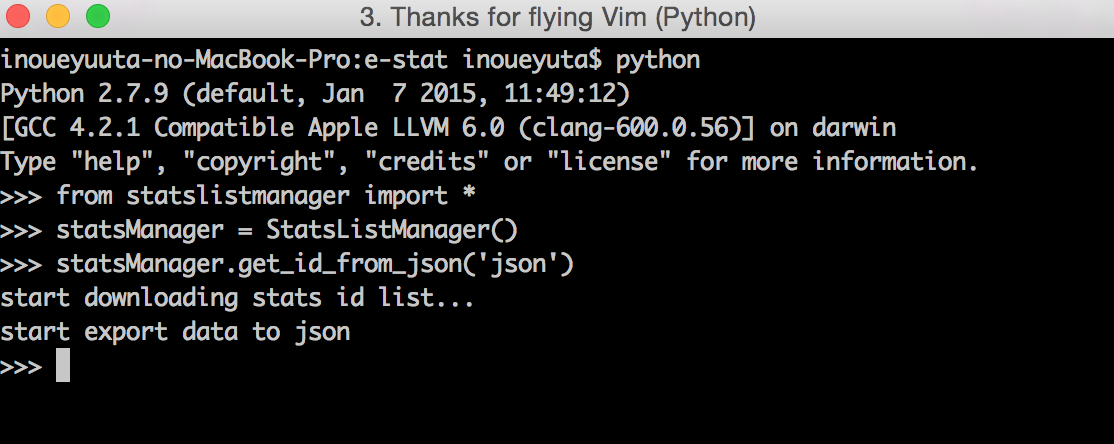 3. Thanks for flying Vim (Python)
inoueyuuta-no-MacBook-Pro:e-stat inoueyuta$ python
Python 2.7.9 (default, Jan  7 2015, 11:49:12)
[GCC 4.2.1 Compatible Apple LLVM 6.0 (clang-600.0.56)] on darwin
Type "help", "copyright", "credits" or "license" for more information.
>>> from statslistmanager import *
>>> statsManager = StatsListManager()
>>> statsManager.get_id_from_json('json')
start downloading stats id list...
start export data to json
>>>